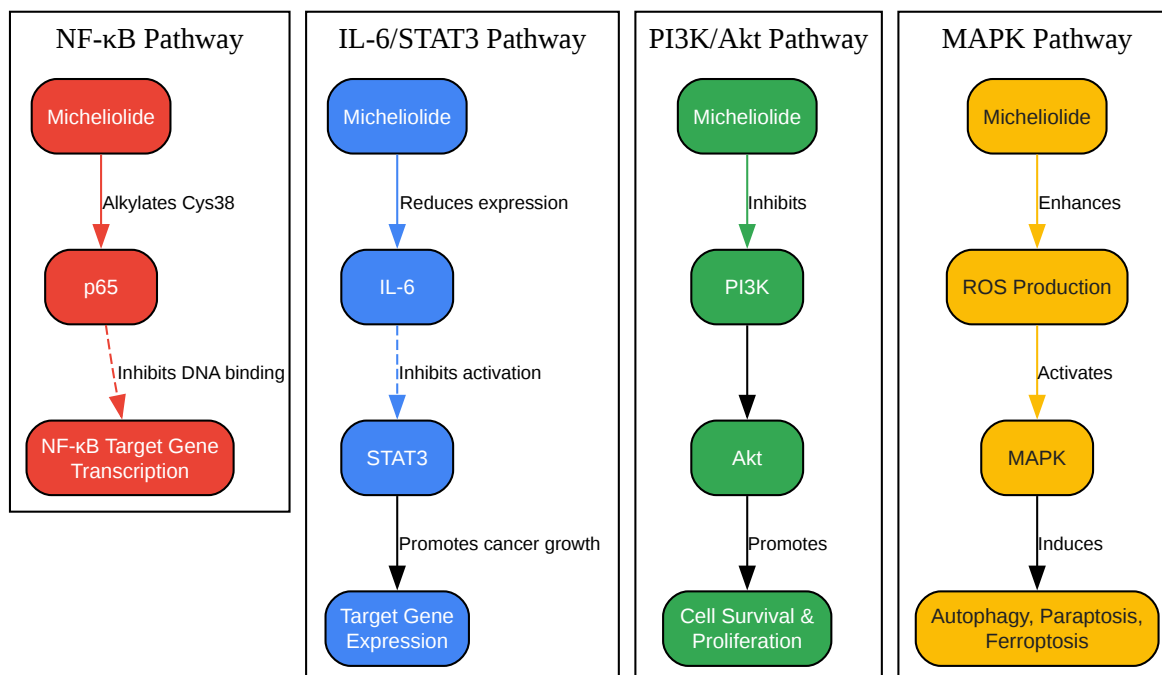 NF-κB Pathway
Micheliolide
Alkylates Cys38
p65
Inhibits DNA binding
NF-κB Target Gene
Transcription
IL-6/STAT3 Pathway
Micheliolide
Reduces expression
IL-6
Inhibits activation
STAT3
Promotes cancer growth
Target Gene
Expression
PI3K/Akt Pathway
Micheliolide
Inhibits
PI3K
Akt
Promotes
Cell Survival &
Proliferation
MAPK Pathway
Micheliolide
Enhances
ROS Production
Activates
MAPK
Induces
Autophagy, Paraptosis,
Ferroptosis